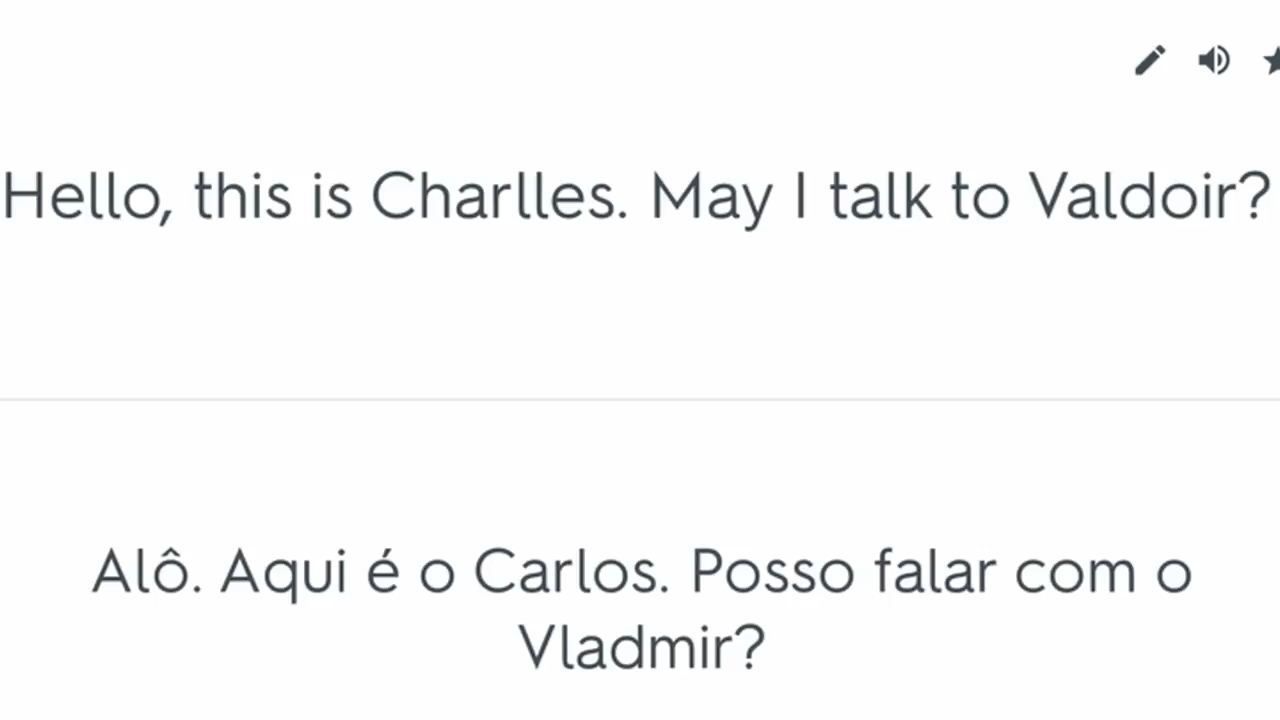 Hello, this is Charlles. May I talk to Valdoir?
Alô. Aqui é o Carlos. Posso falar com o
Vladmir?